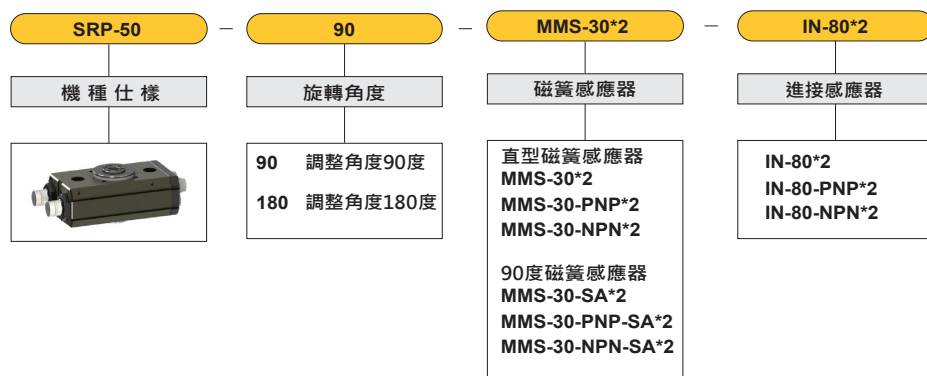 SRP-50 — 90 — MMS-30*2 — IN-80*2
機種仕樣
旋轉角度
磁簧感應器
進接感應器
90 調整角度90度
180 調整角度180度
直型磁簧感應器
MMS-30*2
MMS-30-PNP*2
MMS-30-NPN*2
90度磁簧感應器
MMS-30-SA*2
MMS-30-PNP-SA*2
MMS-30-NPN-SA*2
IN-80*2
IN-80-PNP*2
IN-80-NPN*2